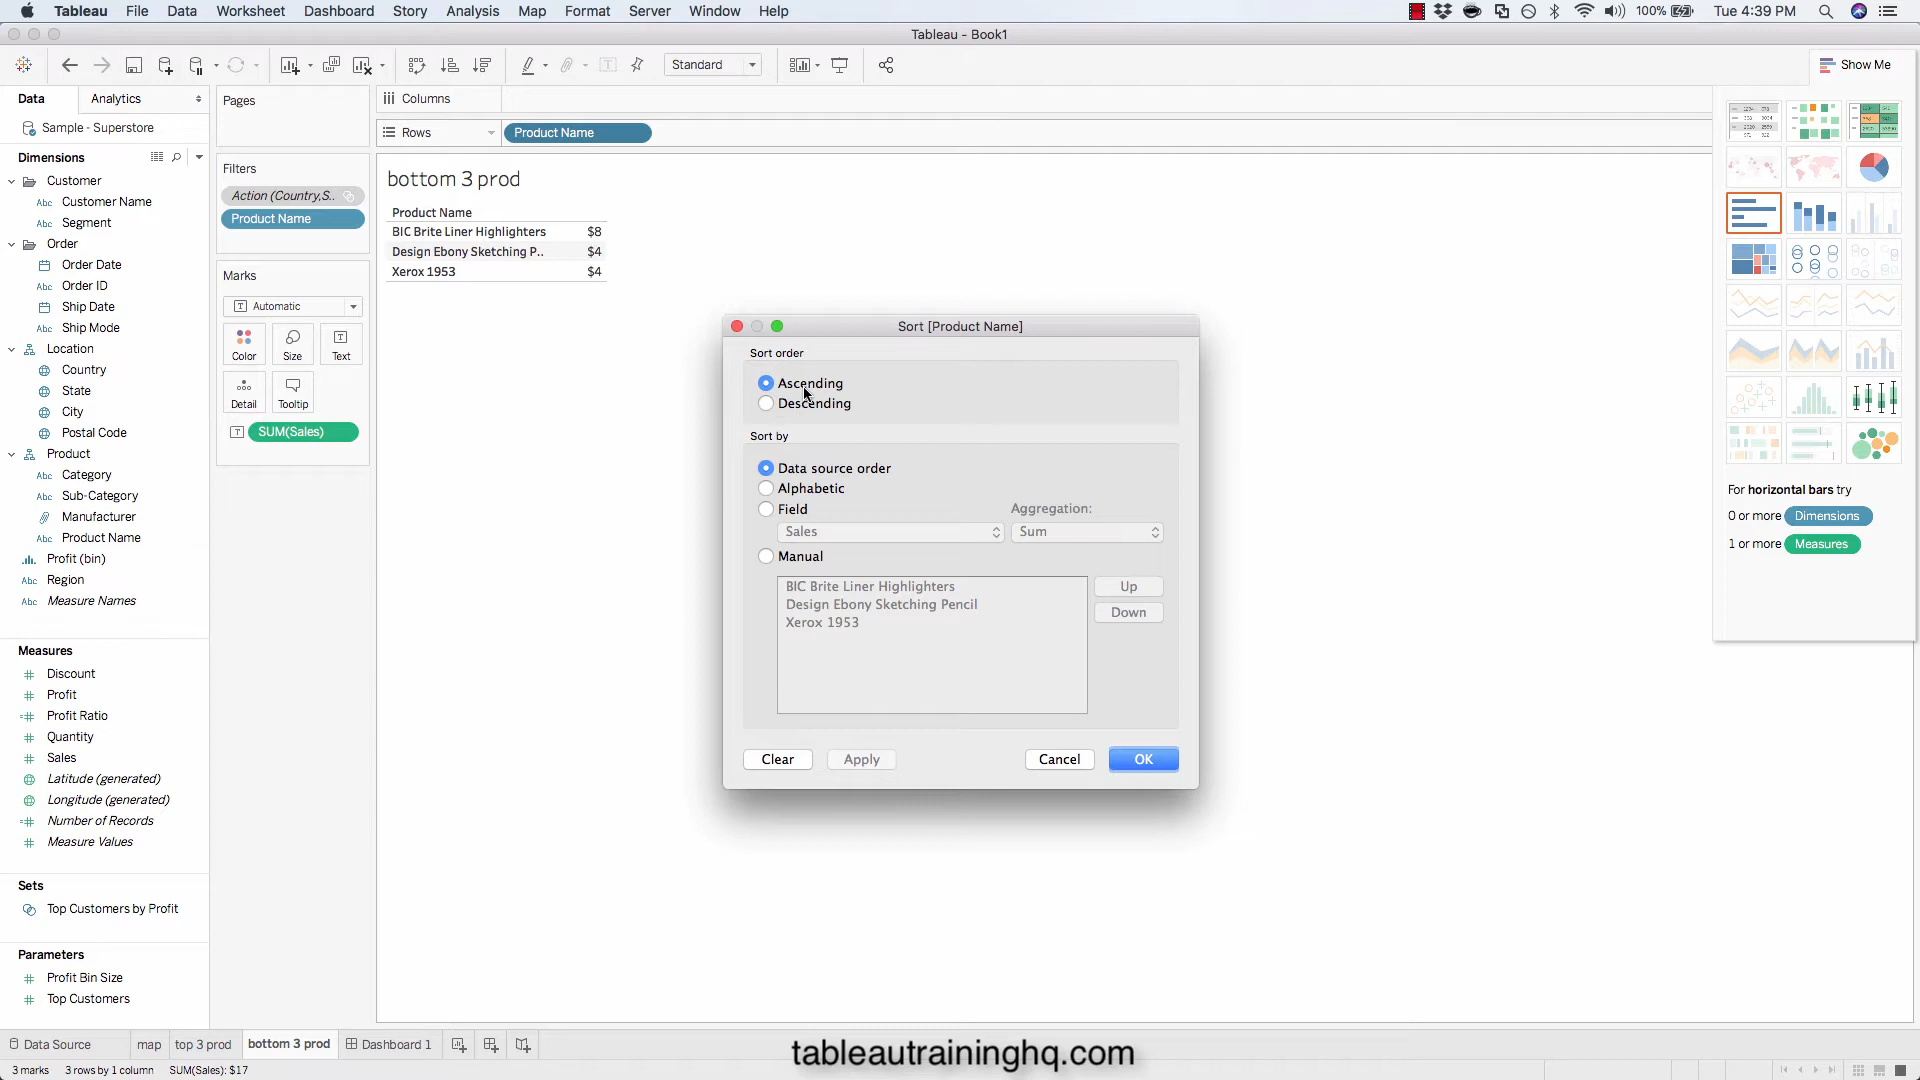 Tableau File Data Worksheet Dashboard Story Analysis Map Format Server Window Help 100% Tue 4:39 PM
Tableau - Book1
Standard
Show Me
Data Analytics
Sample - Superstore
Dimensions
Customer
Abc Customer Name
Abc Segment
Order
Order Date
Abc Order ID
Ship Date
Abc Ship Mode
Location
Country
State
City
Postal Code
Product
Abc Category
Abc Sub-Category
Manufacturer
Abc Product Name
Profit (bin)
Abc Region
Abc Measure Names
Measures
Discount
Profit
Profit Ratio
Quantity
Sales
Latitude (generated)
Longitude (generated)
Number of Records
Measure Values
Sets
Top Customers by Profit
Parameters
Profit Bin Size
Top Customers
Pages
Filters
Action (Country,S..
Product Name
Marks
Automatic
Color Size Text
Detail Tooltip
SUM(Sales)
Columns
Rows Product Name
bottom 3 prod
Product Name
BIC Brite Liner Highlighters $8
Design Ebony Sketching P.. $4
Xerox 1953 $4
Sort [Product Name]
Sort order
Ascending
Descending
Sort by
Data source order
Alphabetic
Field Aggregation:
Sales Sum
Manual
BIC Brite Liner Highlighters
Design Ebony Sketching Pencil
Xerox 1953
Up
Down
Clear Apply Cancel OK
For horizontal bars try
0 or more Dimensions
1 or more Measures
Data Source map top 3 prod bottom 3 prod Dashboard 1
tableautraininghq.com
3 marks 3 rows by 1 column SUM(Sales): $17